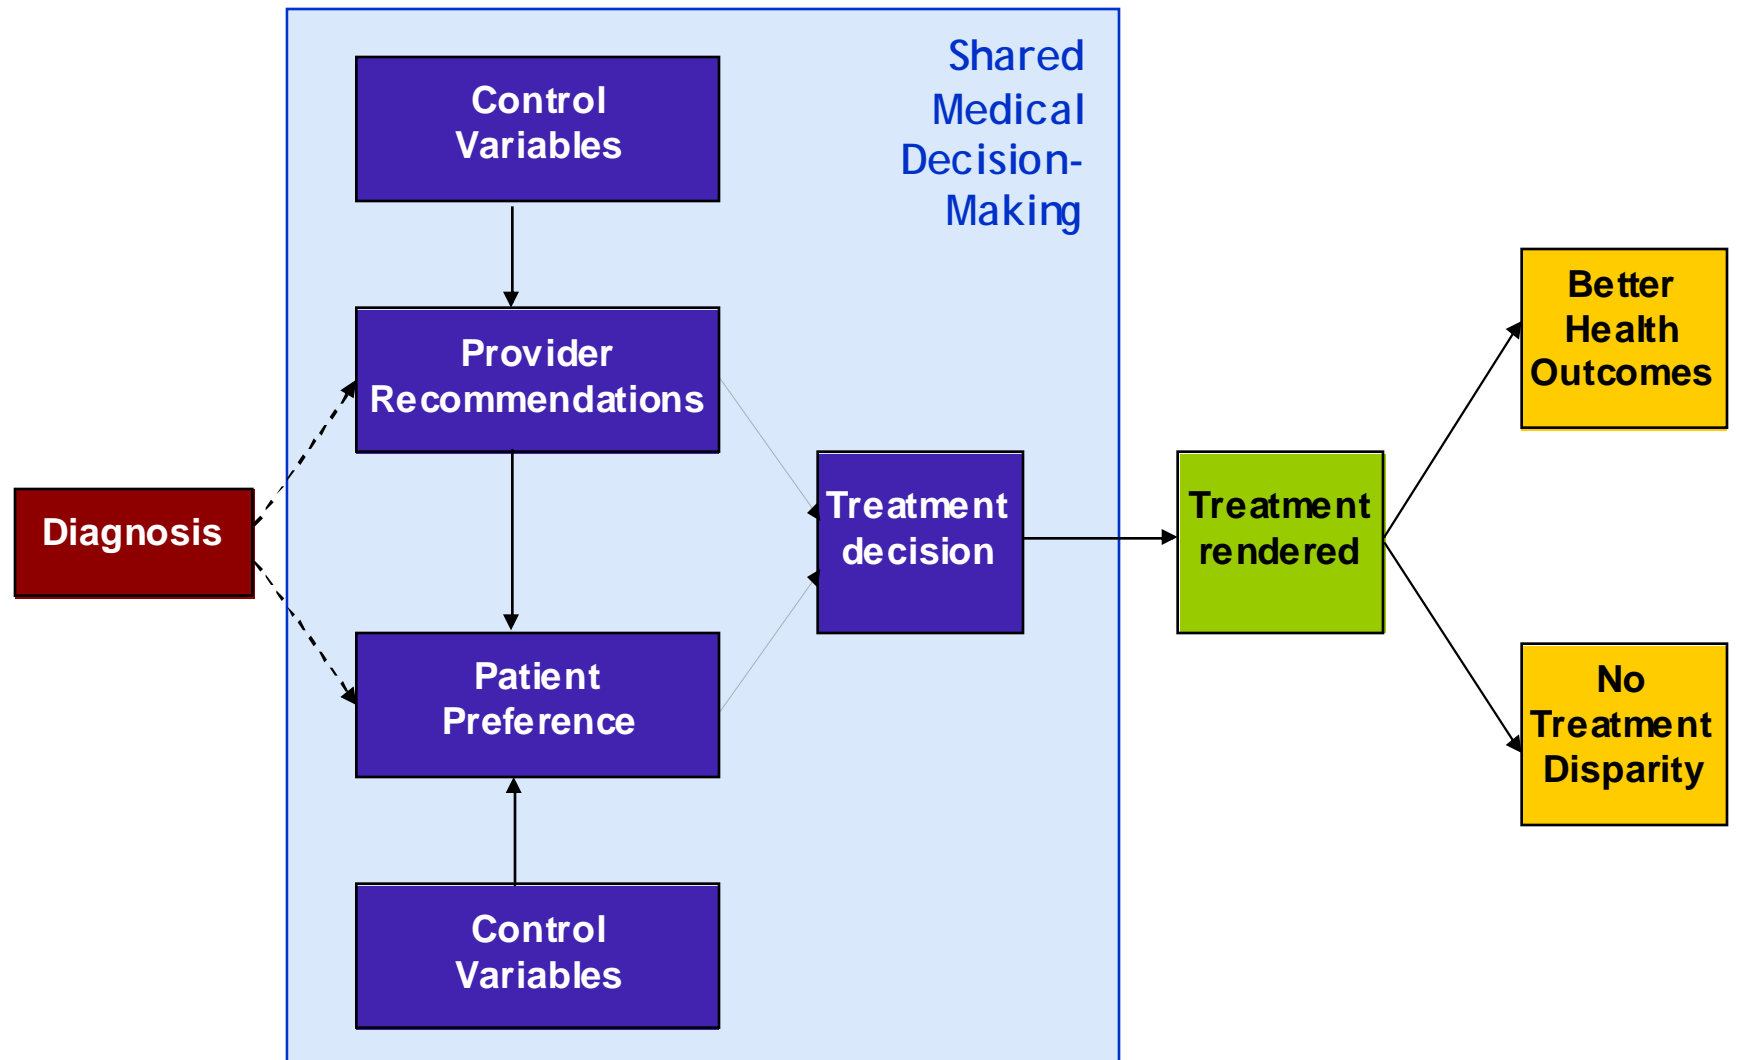 Shared
Medical
Decision-
Making
Control
Variables
Provider
Recommendations
Diagnosis
Patient
Preference
Control
Variables
Treatment
decision
Treatment
rendered
Better
Health
Outcomes
No
Treatment
Disparity